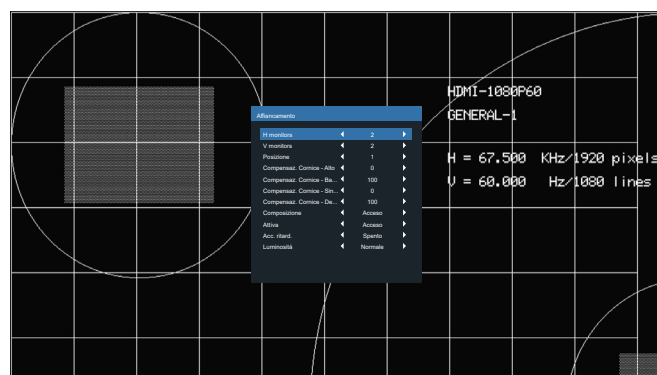 HDMI-1080P60
GENERAL-1
H = 67.500 KHz/1920 pixels
V = 60.000 Hz/1080 lines
Affiancamento
H monitors 2
V monitors 2
Posizione 1
Compensaz. Cornice - Alto 0
Compensaz. Cornice - Ba... 100
Compensaz. Cornice - Sin... 0
Compensaz. Cornice - De... 100
Composizione Acceso
Attiva Acceso
Acc. ritard. Spento
Luminosità Normale